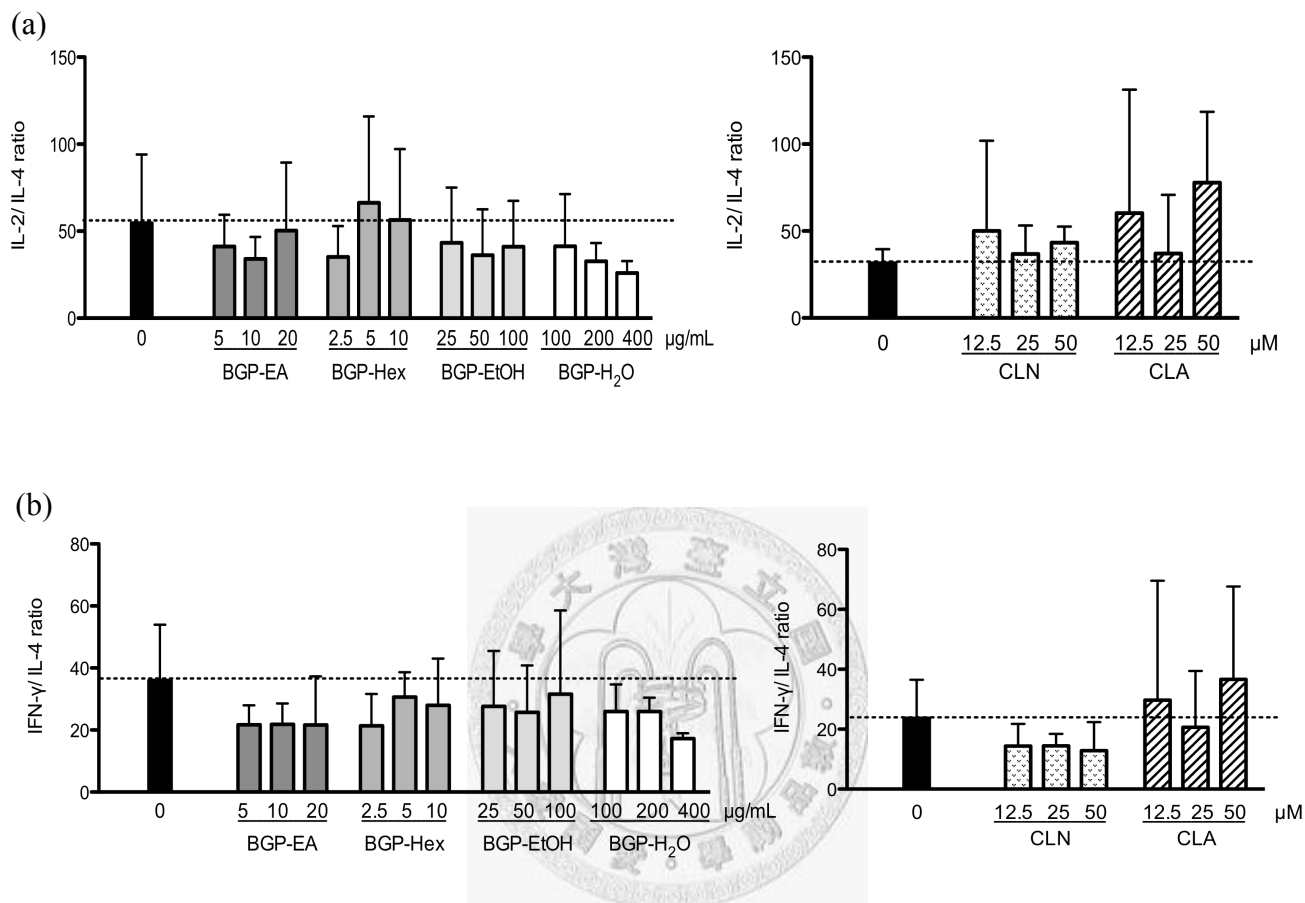 (a)
150
100
50
0
IL-2/ IL-4 ratio
0
5 10 20
2.5 5 10
25 50 100
100 200 400
µg/mL
BGP-EA
BGP-Hex
BGP-EtOH
BGP-H₂O
150
100
50
0
IL-2/ IL-4 ratio
0
12.5 25 50
12.5 25 50
µM
CLN
CLA
(b)
80
60
40
20
0
IFN-γ/ IL-4 ratio
0
5 10 20
2.5 5 10
25 50 100
100 200 400
µg/mL
BGP-EA
BGP-Hex
BGP-EtOH
BGP-H₂O
80
60
40
20
0
IFN-γ/ IL-4 ratio
0
12.5 25 50
12.5 25 50
µM
CLN
CLA
大灣臺立國